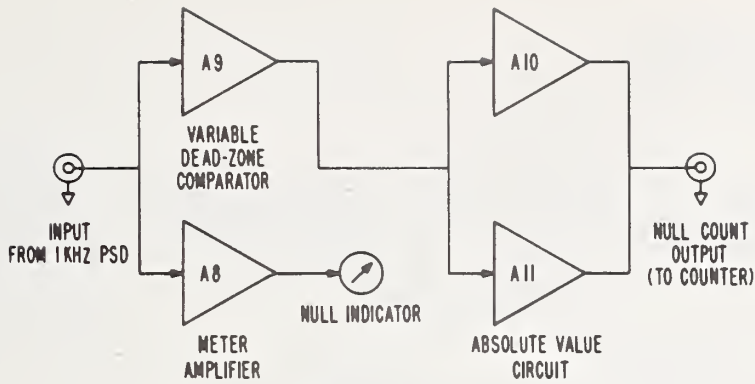 A9
A10
VARIABLE
DEAD-ZONE
COMPARATOR
INPUT
FROM 1KHZ PSD
NULL COUNT
OUTPUT
(TO COUNTER)
A8
NULL INDICATOR
A11
METER
AMPLIFIER
ABSOLUTE VALUE
CIRCUIT